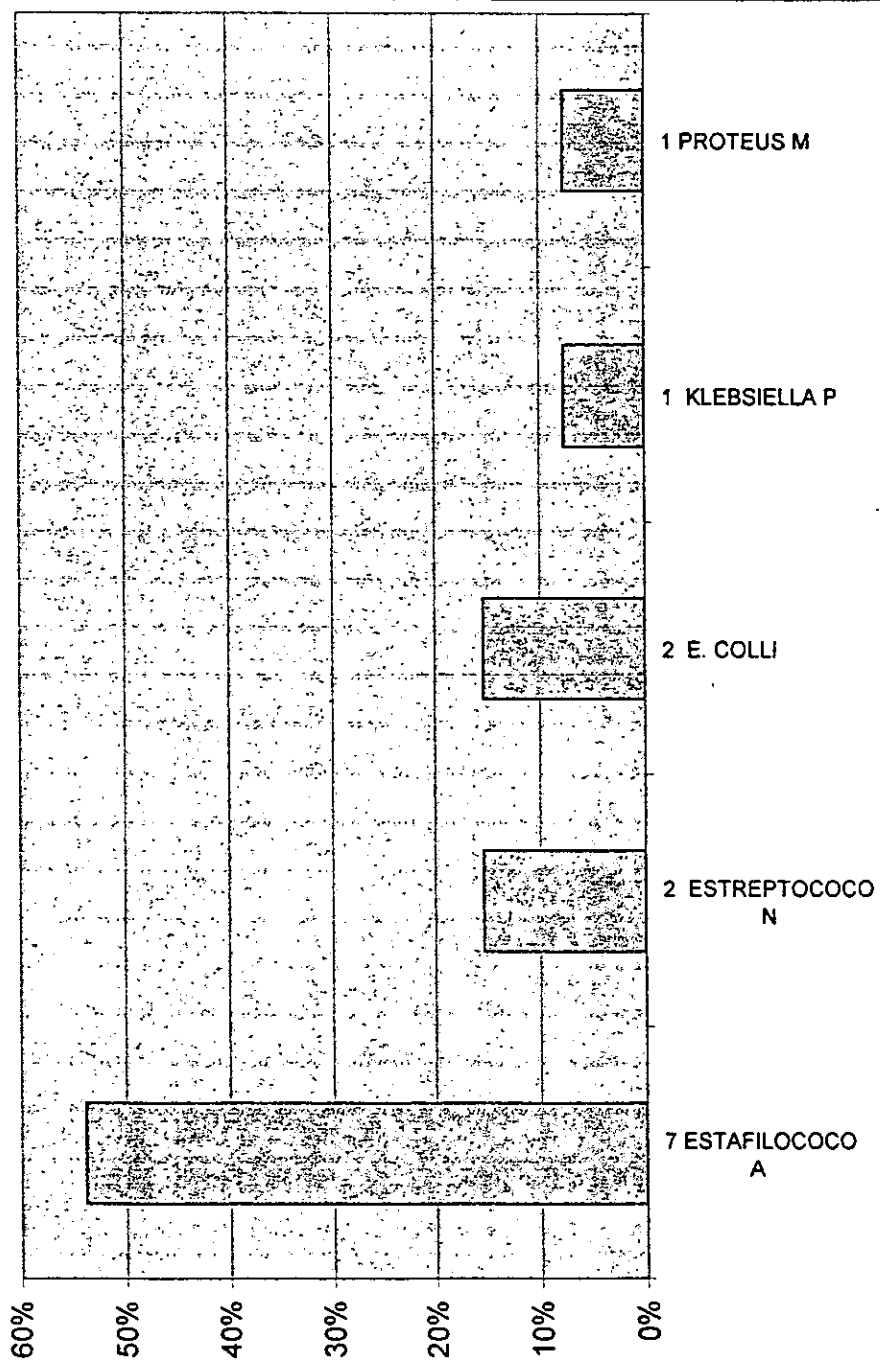 1 PROTEUS M
1 KLEBSIELLA P
2 E. COLLI
2 ESTREPTOCOCO
N
7 ESTAFILOCOCO
A
60%
50%
40%
30%
20%
10%
0%